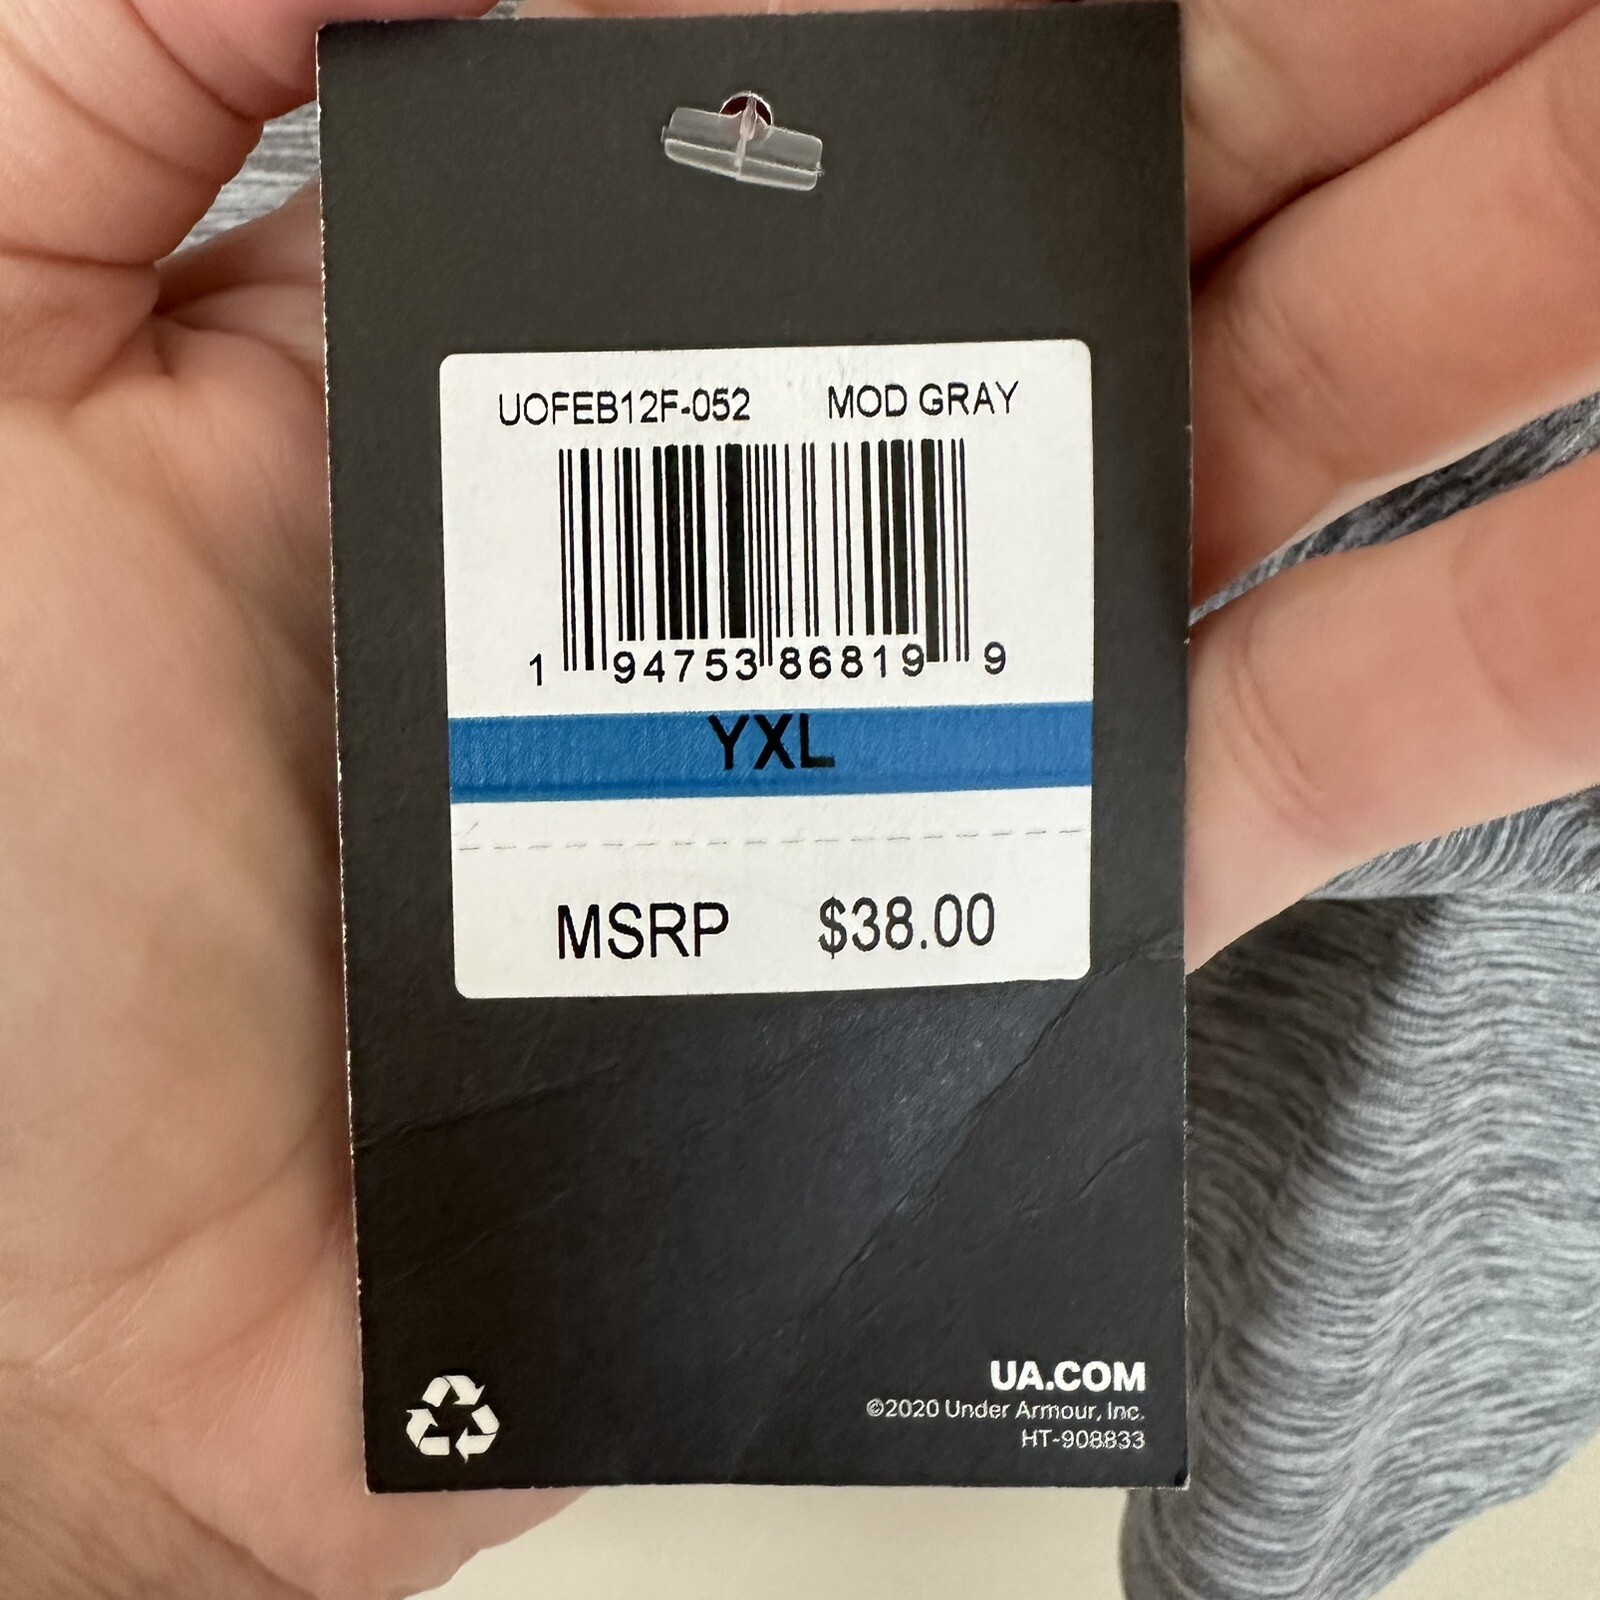 UOFEB12F-052 MOD GRAY
1 94753 86819 9
YXL
MSRP $38.00
UA.COM
©2020 Under Armour, Inc.
HT-908833